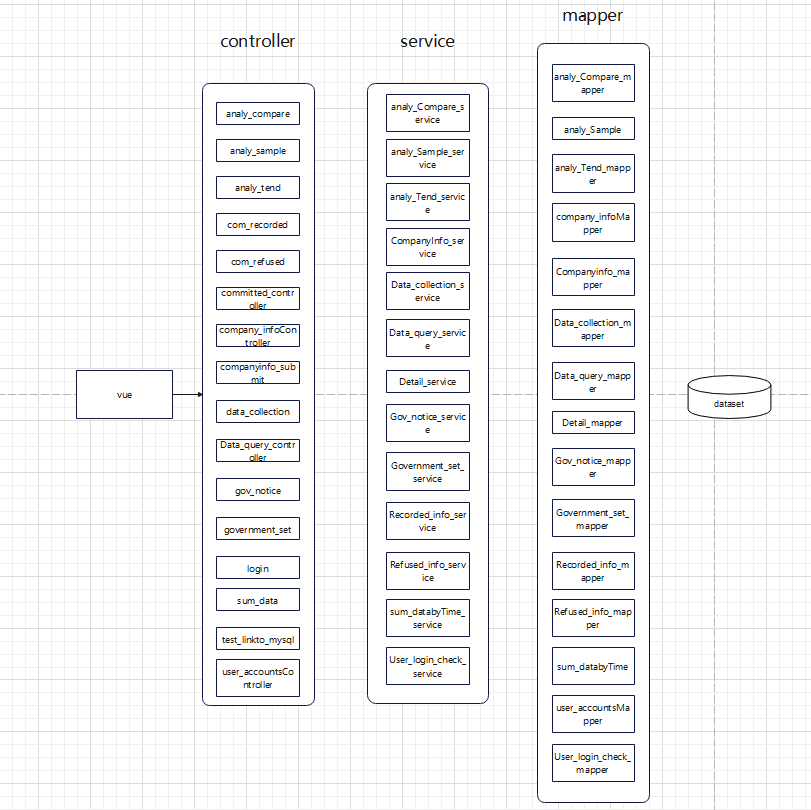 mapper
controller
service
vue
analy_compare
analy_sample
analy_tend
com_recorded
com_refused
committed_contr
oller
company_infoCon
troller
companyinfo_sub
mit
data_collection
Data_query_contr
oller
gov_notice
government_set
login
sum_data
test_linkto_mysql
user_accountsCo
ntroller
analy_Compare_s
ervice
analy_Sample_ser
vice
analy_Tend_servic
e
CompanyInfo_ser
vice
Data_collection_s
ervice
Data_query_servic
e
Detail_service
Gov_notice_servic
e
Government_set_
service
Recorded_info_ser
vice
Refused_info_serv
ice
sum_databyTime_
service
User_login_check_
service
analy_Compare_m
apper
analy_Sample
analy_Tend_mapp
er
company_infoMa
pper
Companyinfo_ma
pper
Data_collection_m
apper
Data_query_mapp
er
Detail_mapper
Gov_notice_mapp
er
Government_set_
mapper
Recorded_info_m
apper
Refused_info_map
per
sum_databyTime
user_accountsMa
pper
User_login_check_
mapper
dataset